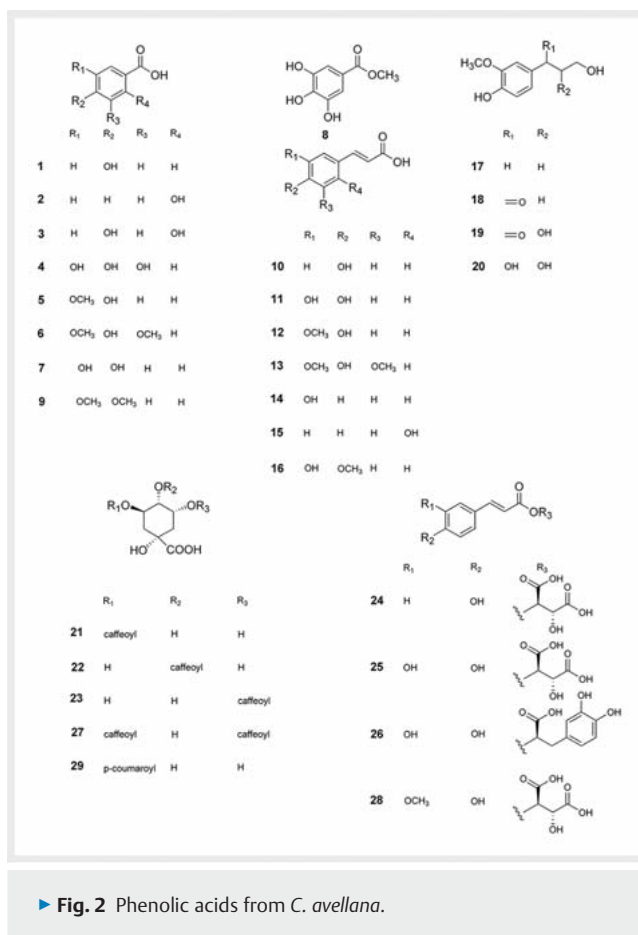 R1
O
OH
R2
R4
R3
R1 R2 R3 R4
1 H OH H H
2 H H H OH
3 H OH H OH
4 OH OH OH H
5 OCH3 OH H H
6 OCH3 OH OCH3 H
7 OH OH H H
9 OCH3 OCH3 H H
O
HO
O
CH3
HO
OH
8
R1
O
OH
R2
R4
R3
R1 R2 R3 R4
10 H OH H H
11 OH OH H H
12 OCH3 OH H H
13 OCH3 OH OCH3 H
14 OH H H H
15 H H H OH
16 OH OCH3 H H
R1
H3CO
OH
HO
R2
R1 R2
17 H H
18 =O H
19 =O OH
20 OH OH
OR2
R1O
OR3
HO
COOH
R1 R2 R3
21 caffeoyl H H
22 H caffeoyl H
23 H H caffeoyl
27 caffeoyl H caffeoyl
29 p-coumaroyl H H
O
R1
OR3
R2
R1 R2 R3
24 H OH
O
OH
O
OH
OH
25 OH OH
O
OH
O
OH
OH
26 OH OH
O
OH
OH
OH
28 OCH3 OH
O
OH
O
OH
OH
► Fig. 2 Phenolic acids from C. avellana.